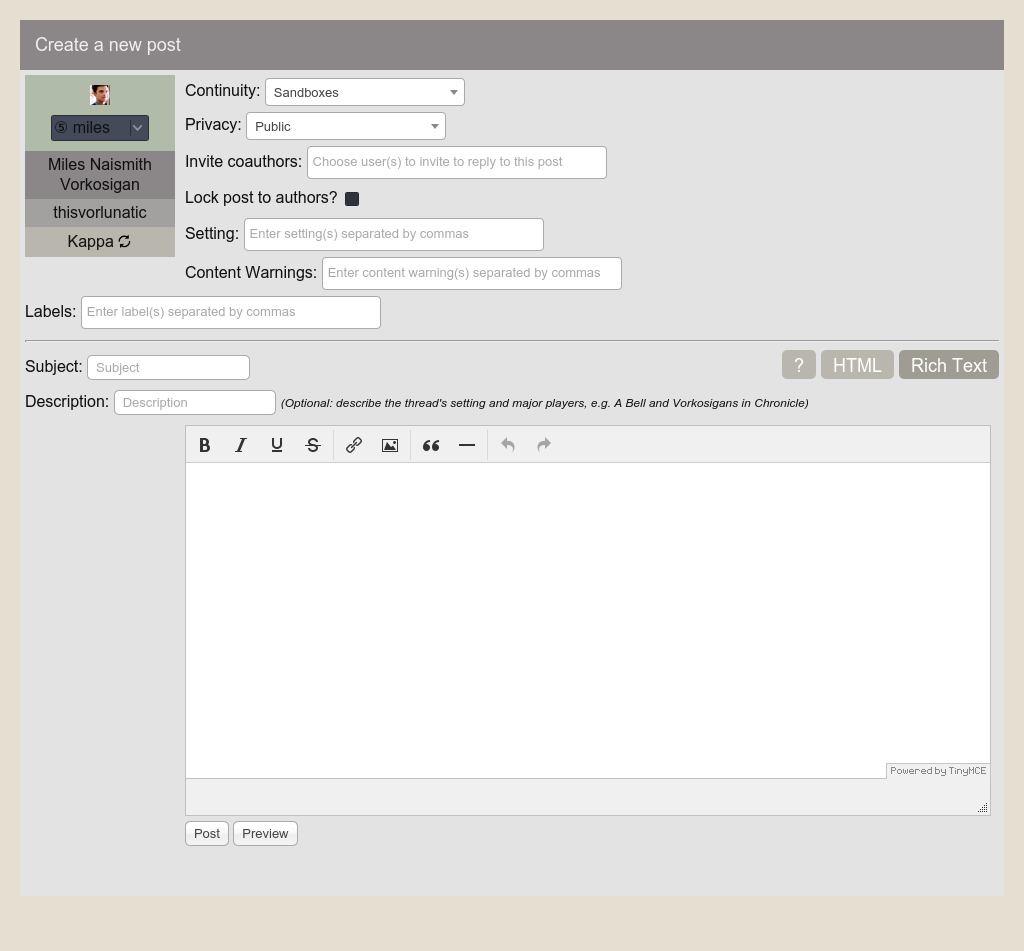 Create a new post
⑤ miles
Miles Naismith
Vorkosigan
thisvorlunatic
Kappa
Continuity: Sandboxes
Privacy: Public
Invite coauthors: Choose user(s) to invite to reply to this post
Lock post to authors?
Setting: Enter setting(s) separated by commas
Content Warnings: Enter content warning(s) separated by commas
Labels: Enter label(s) separated by commas
Subject: Subject
? HTML Rich Text
Description: Description (Optional: describe the thread's setting and major players, e.g. A Bell and Vorkosigans in Chronicle)
B I U S
Powered by TinyMCE
Post Preview